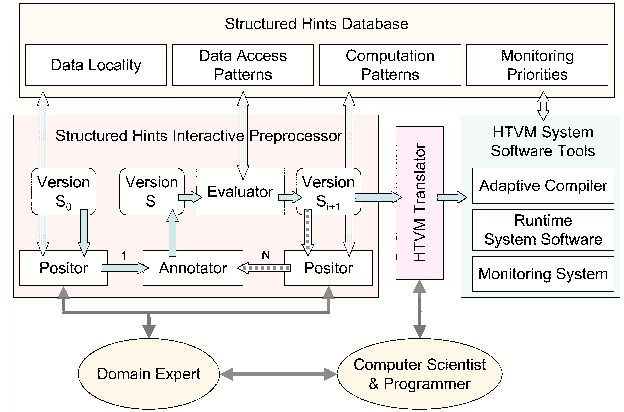 Structured Hints Database
Data Locality
Data Access
Patterns
Computation
Patterns
Monitoring
Priorities
Structured Hints Interactive Preprocessor
Version
S0
Version
Si
Evaluator
Version
Si+1
HTVM Translator
HTVM System
Software Tools
Adaptive Compiler
Runtime
System Software
Monitoring System
Positor
1
Annotator
N
Positor
Domain Expert
Computer Scientist
& Programmer